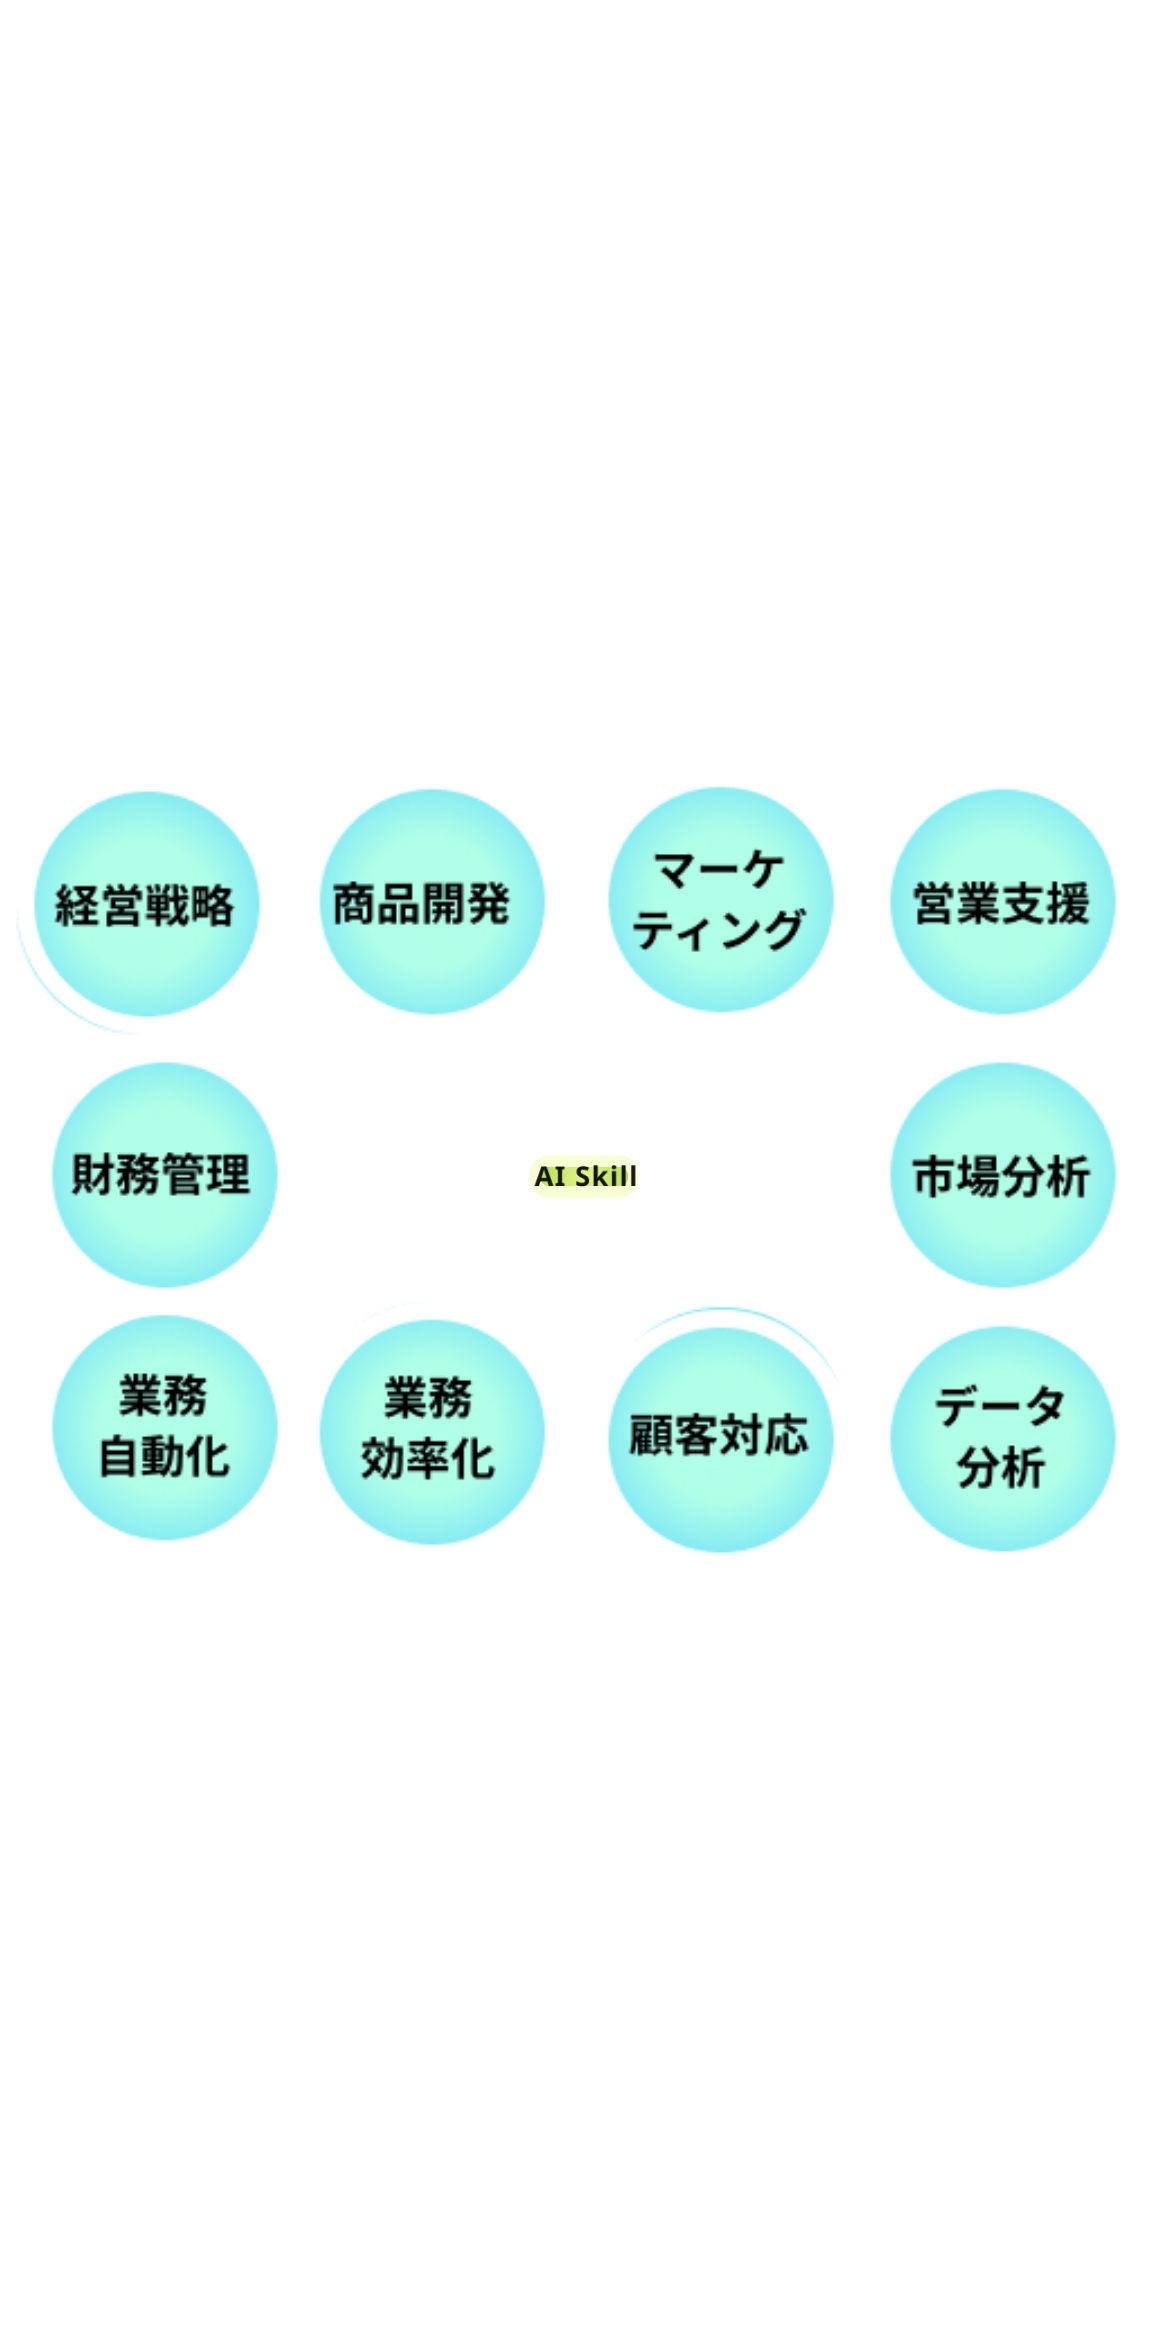 経営戦略
商品開発
マーケ
ティング
営業支援
財務管理
AI Skill
市場分析
業務
自動化
業務
効率化
顧客対応
データ
分析